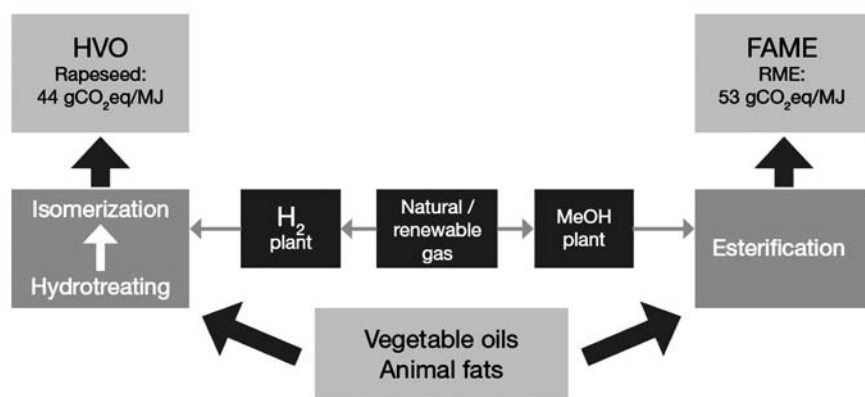 HVO
Rapeseed:
44 gCO₂eq/MJ
FAME
RME:
53 gCO₂eq/MJ
Isomerization
Hydrotreating
H₂
plant
Natural /
renewable
gas
MeOH
plant
Esterification
Vegetable oils
Animal fats